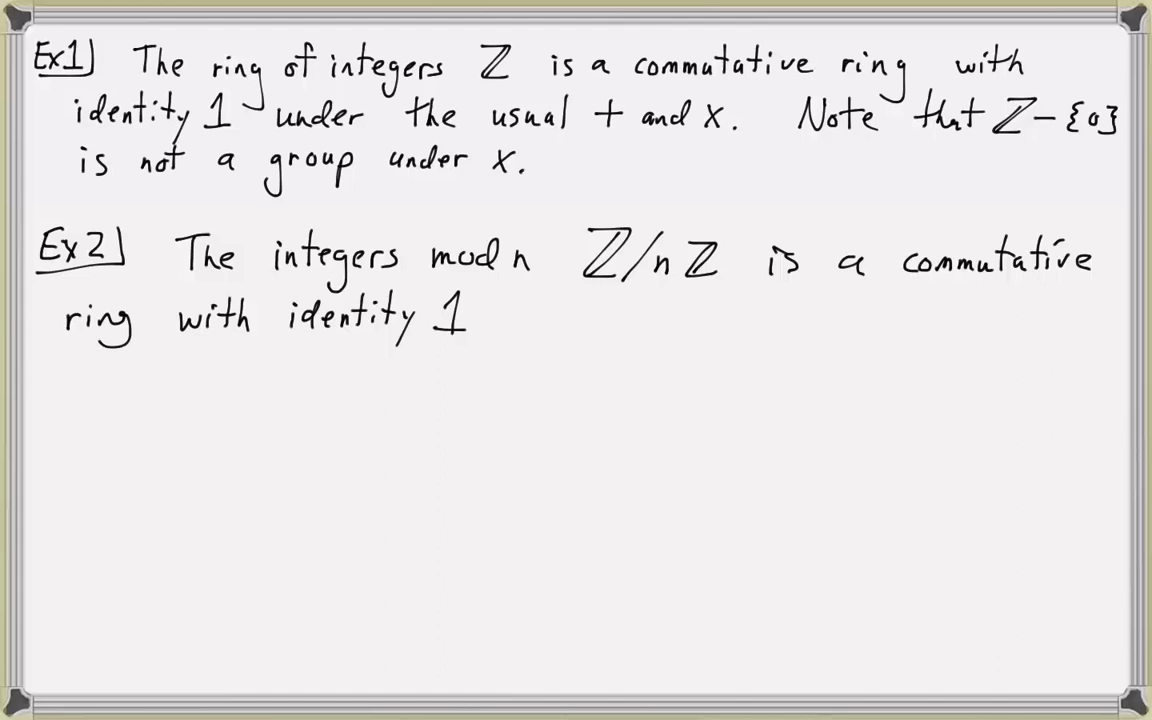 Ex1] The ring of integers ℤ is a commutative ring with
identity 1 under the usual + and ×. Note that ℤ - {0}
is not a group under ×.
Ex2] The integers mod n ℤ/nℤ is a commutative
ring with identity 1